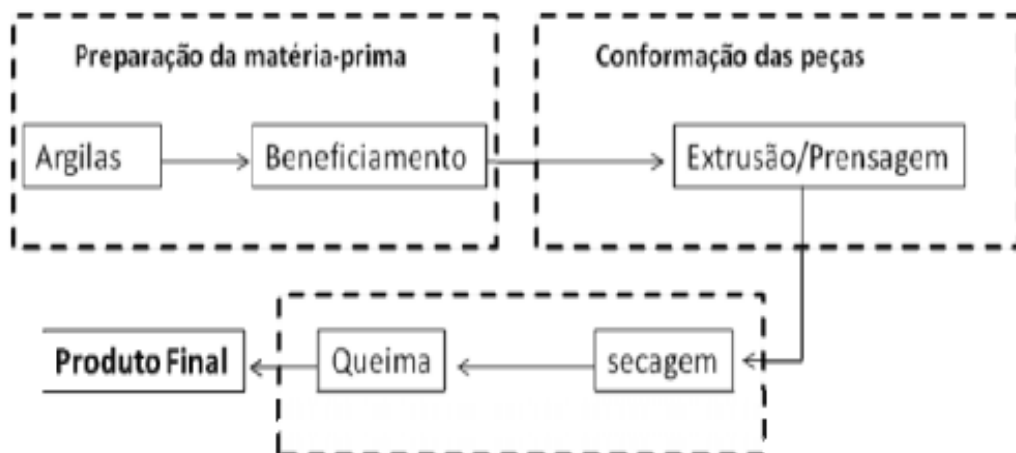 Preparação da matéria-prima
Conformação das peças
Argilas
Beneficiamento
Extrusão/Prensagem
secagem
Queima
Produto Final